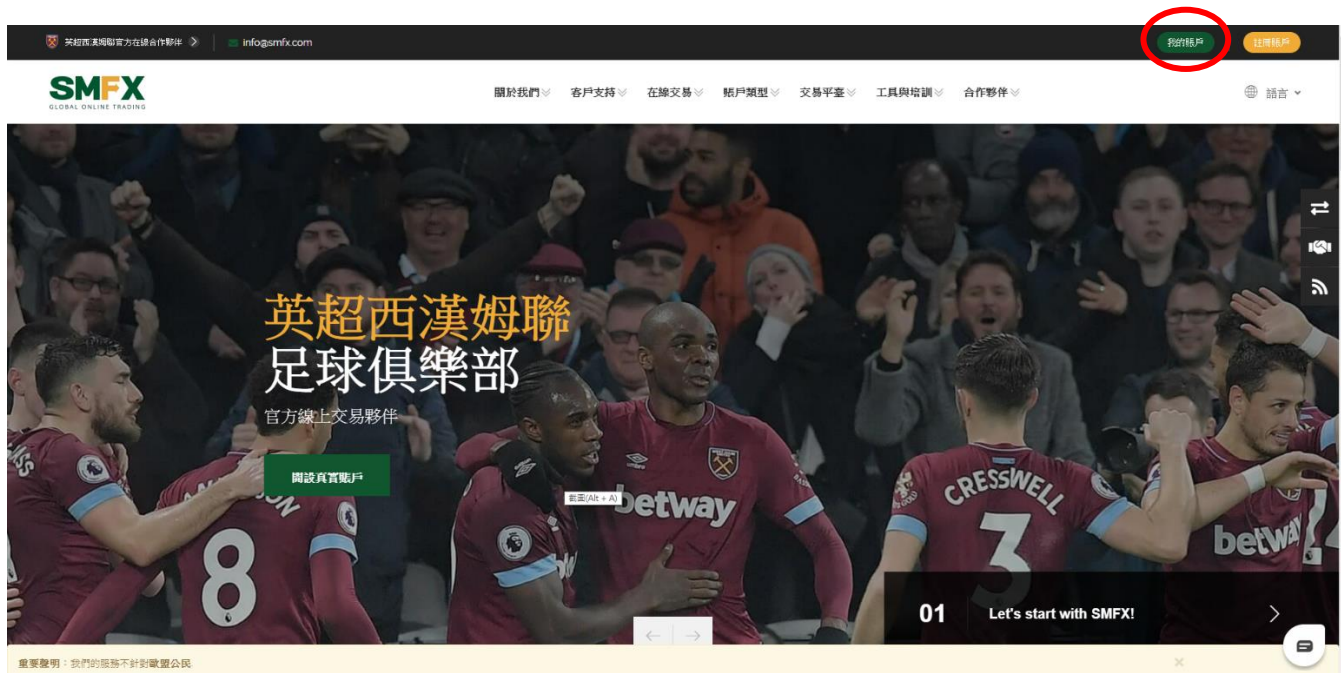 英超西漢姆聯官方在線合作夥伴
info@smfx.com
我的賬戶
註冊賬戶
SMFX
GLOBAL ONLINE TRADING
關於我們
客戶支持
在線交易
賬戶類型
交易平臺
工具與培訓
合作夥伴
語言
英超西漢姆聯
足球俱樂部
官方線上交易夥伴
開設真實賬戶
截圖(Alt + A)
betway
8
CRESSWELL
3
betway
01
Let's start with SMFX!
重要聲明：我們的服務不針對歐盟公民